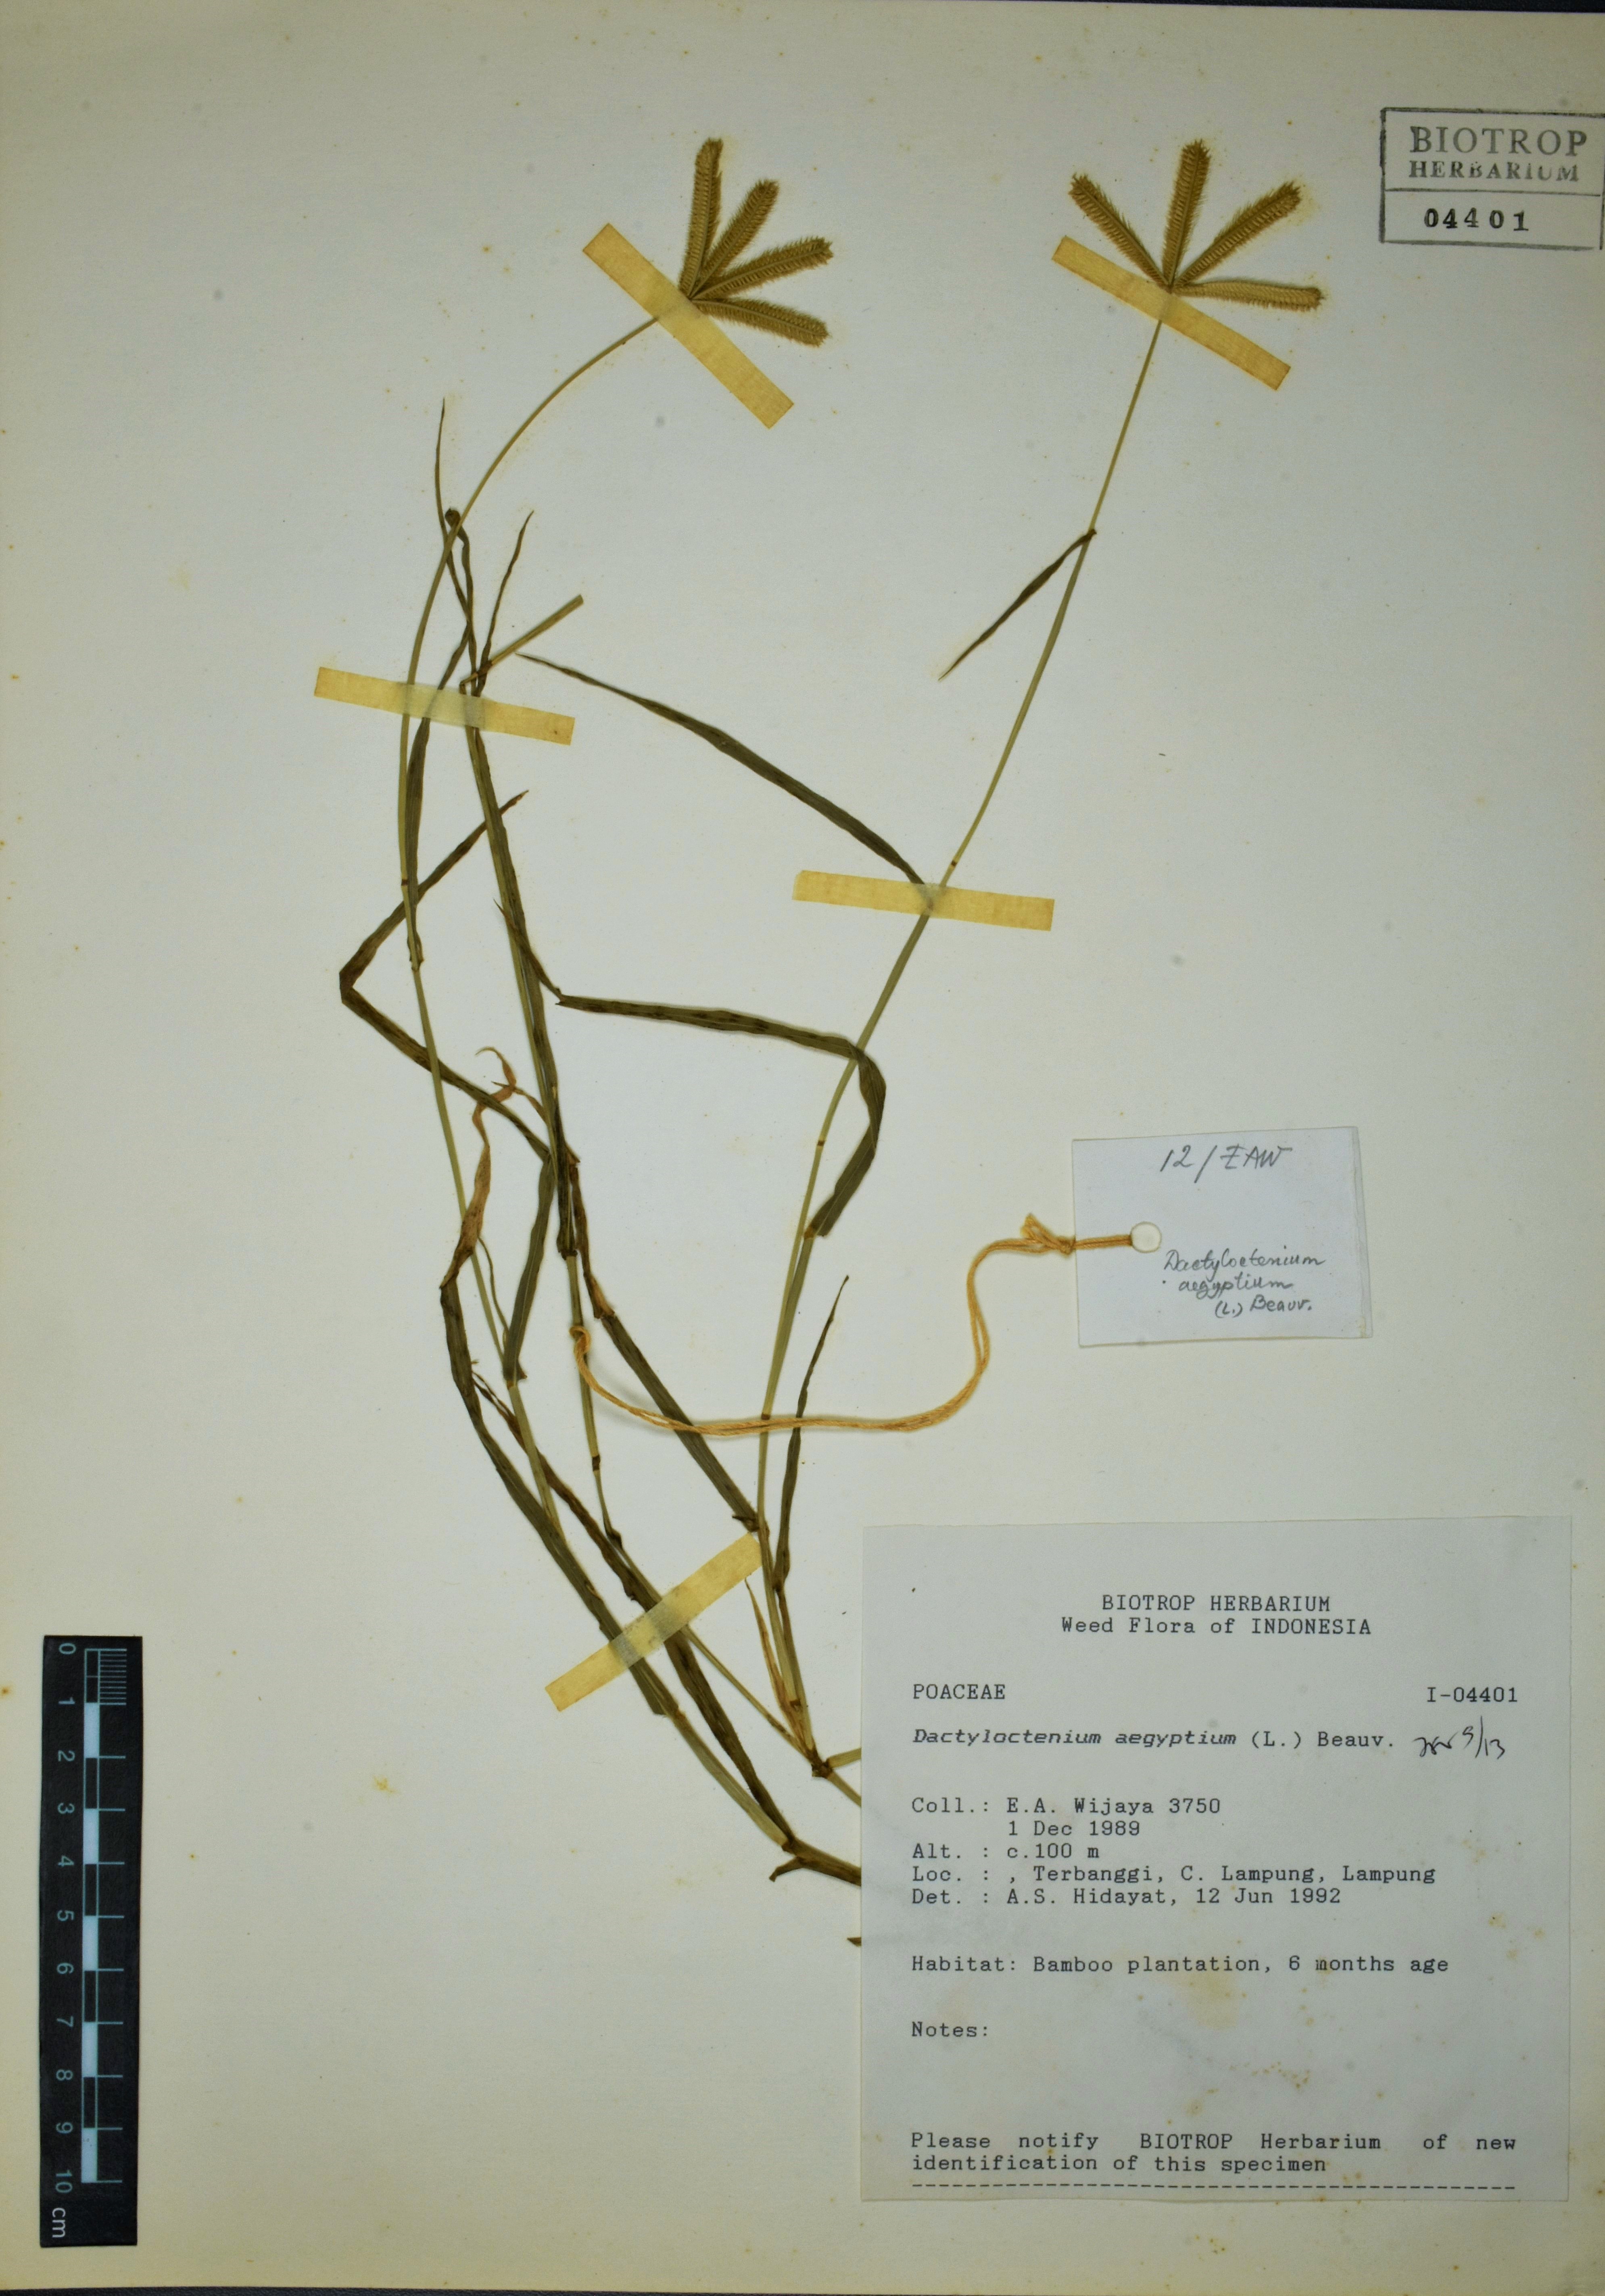 BIOTROP
HERBARIUM
04401
12/EAW
Dactyloctenium
aegyptium
(L.) Beauv.
BIOTROP HERBARIUM
Weed Flora of INDONESIA
POACEAE I-04401
Dactyloctenium aegyptium (L.) Beauv. 9/13
Coll.: E.A. Wijaya 3750
1 Dec 1989
Alt. : c.100 m
Loc. : , Terbanggi, C. Lampung, Lampung
Det. : A.S. Hidayat, 12 Jun 1992
Habitat: Bamboo plantation, 6 months age
Notes:
Please notify BIOTROP Herbarium of new
identification of this specimen
0
1
2
3
4
5
6
7
8
9
10
cm